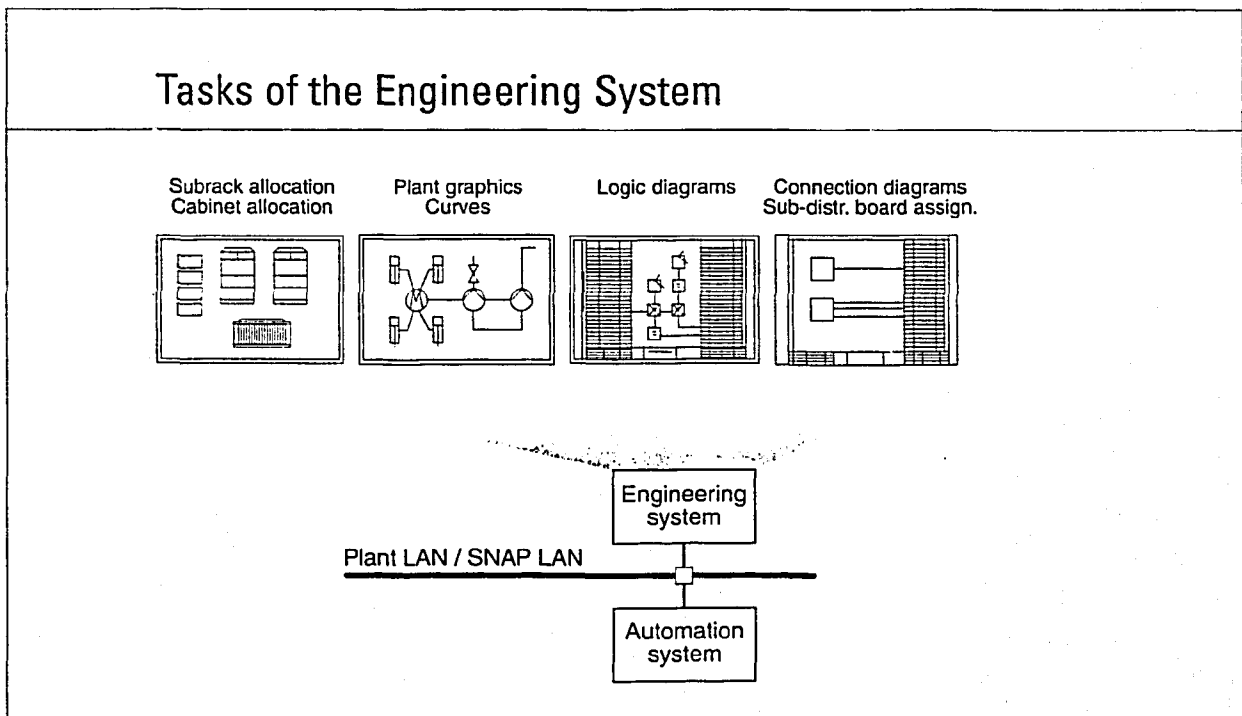 Tasks of the Engineering System
Subrack allocation
Cabinet allocation
Plant graphics
Curves
Logic diagrams
Connection diagrams
Sub-distr. board assign.
Engineering
system
Plant LAN / SNAP LAN
Automation
system